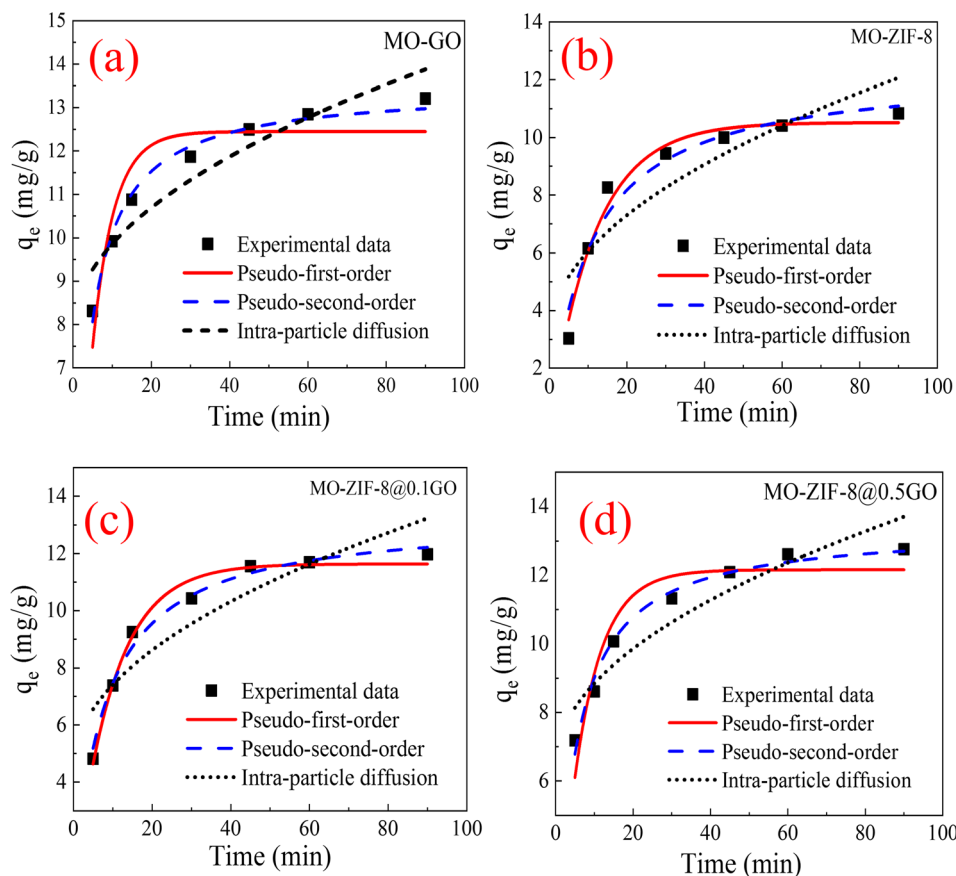 (a)
MO-GO
15
14
13
12
11
10
9
8
7
qe (mg/g)
Experimental data
Pseudo-first-order
Pseudo-second-order
Intra-particle diffusion
0 20 40 60 80 100
Time (min)
(b)
MO-ZIF-8
12
10
8
6
4
2
qe (mg/g)
Experimental data
Pseudo-first-order
Pseudo-second-order
Intra-particle diffusion
0 20 40 60 80 100
Time (min)
(c)
MO-ZIF-8@0.1GO
14
12
10
8
6
4
qe (mg/g)
Experimental data
Pseudo-first-order
Pseudo-second-order
Intra-particle diffusion
0 20 40 60 80 100
Time (min)
(d)
MO-ZIF-8@0.5GO
14
12
10
8
6
qe (mg/g)
Experimental data
Pseudo-first-order
Pseudo-second-order
Intra-particle diffusion
0 20 40 60 80 100
Time (min)